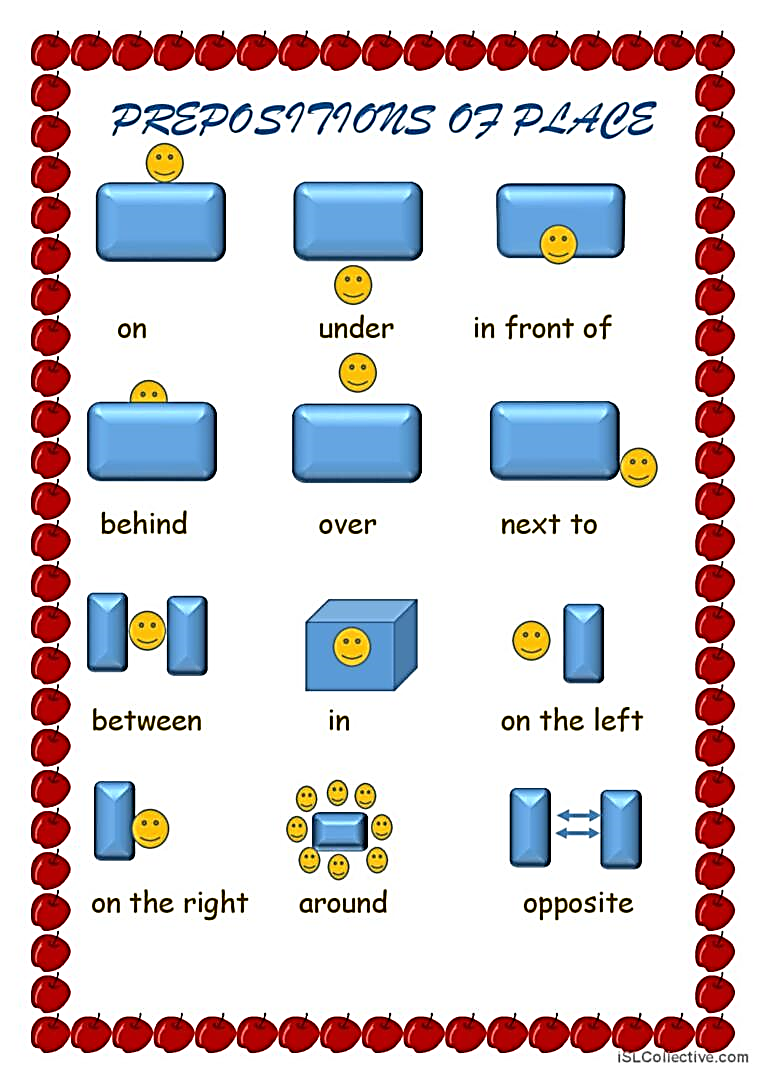 PREPOSITIONS OF PLACE
on under in front of
behind over next to
between in on the left
on the right around opposite
iSLCollective.com